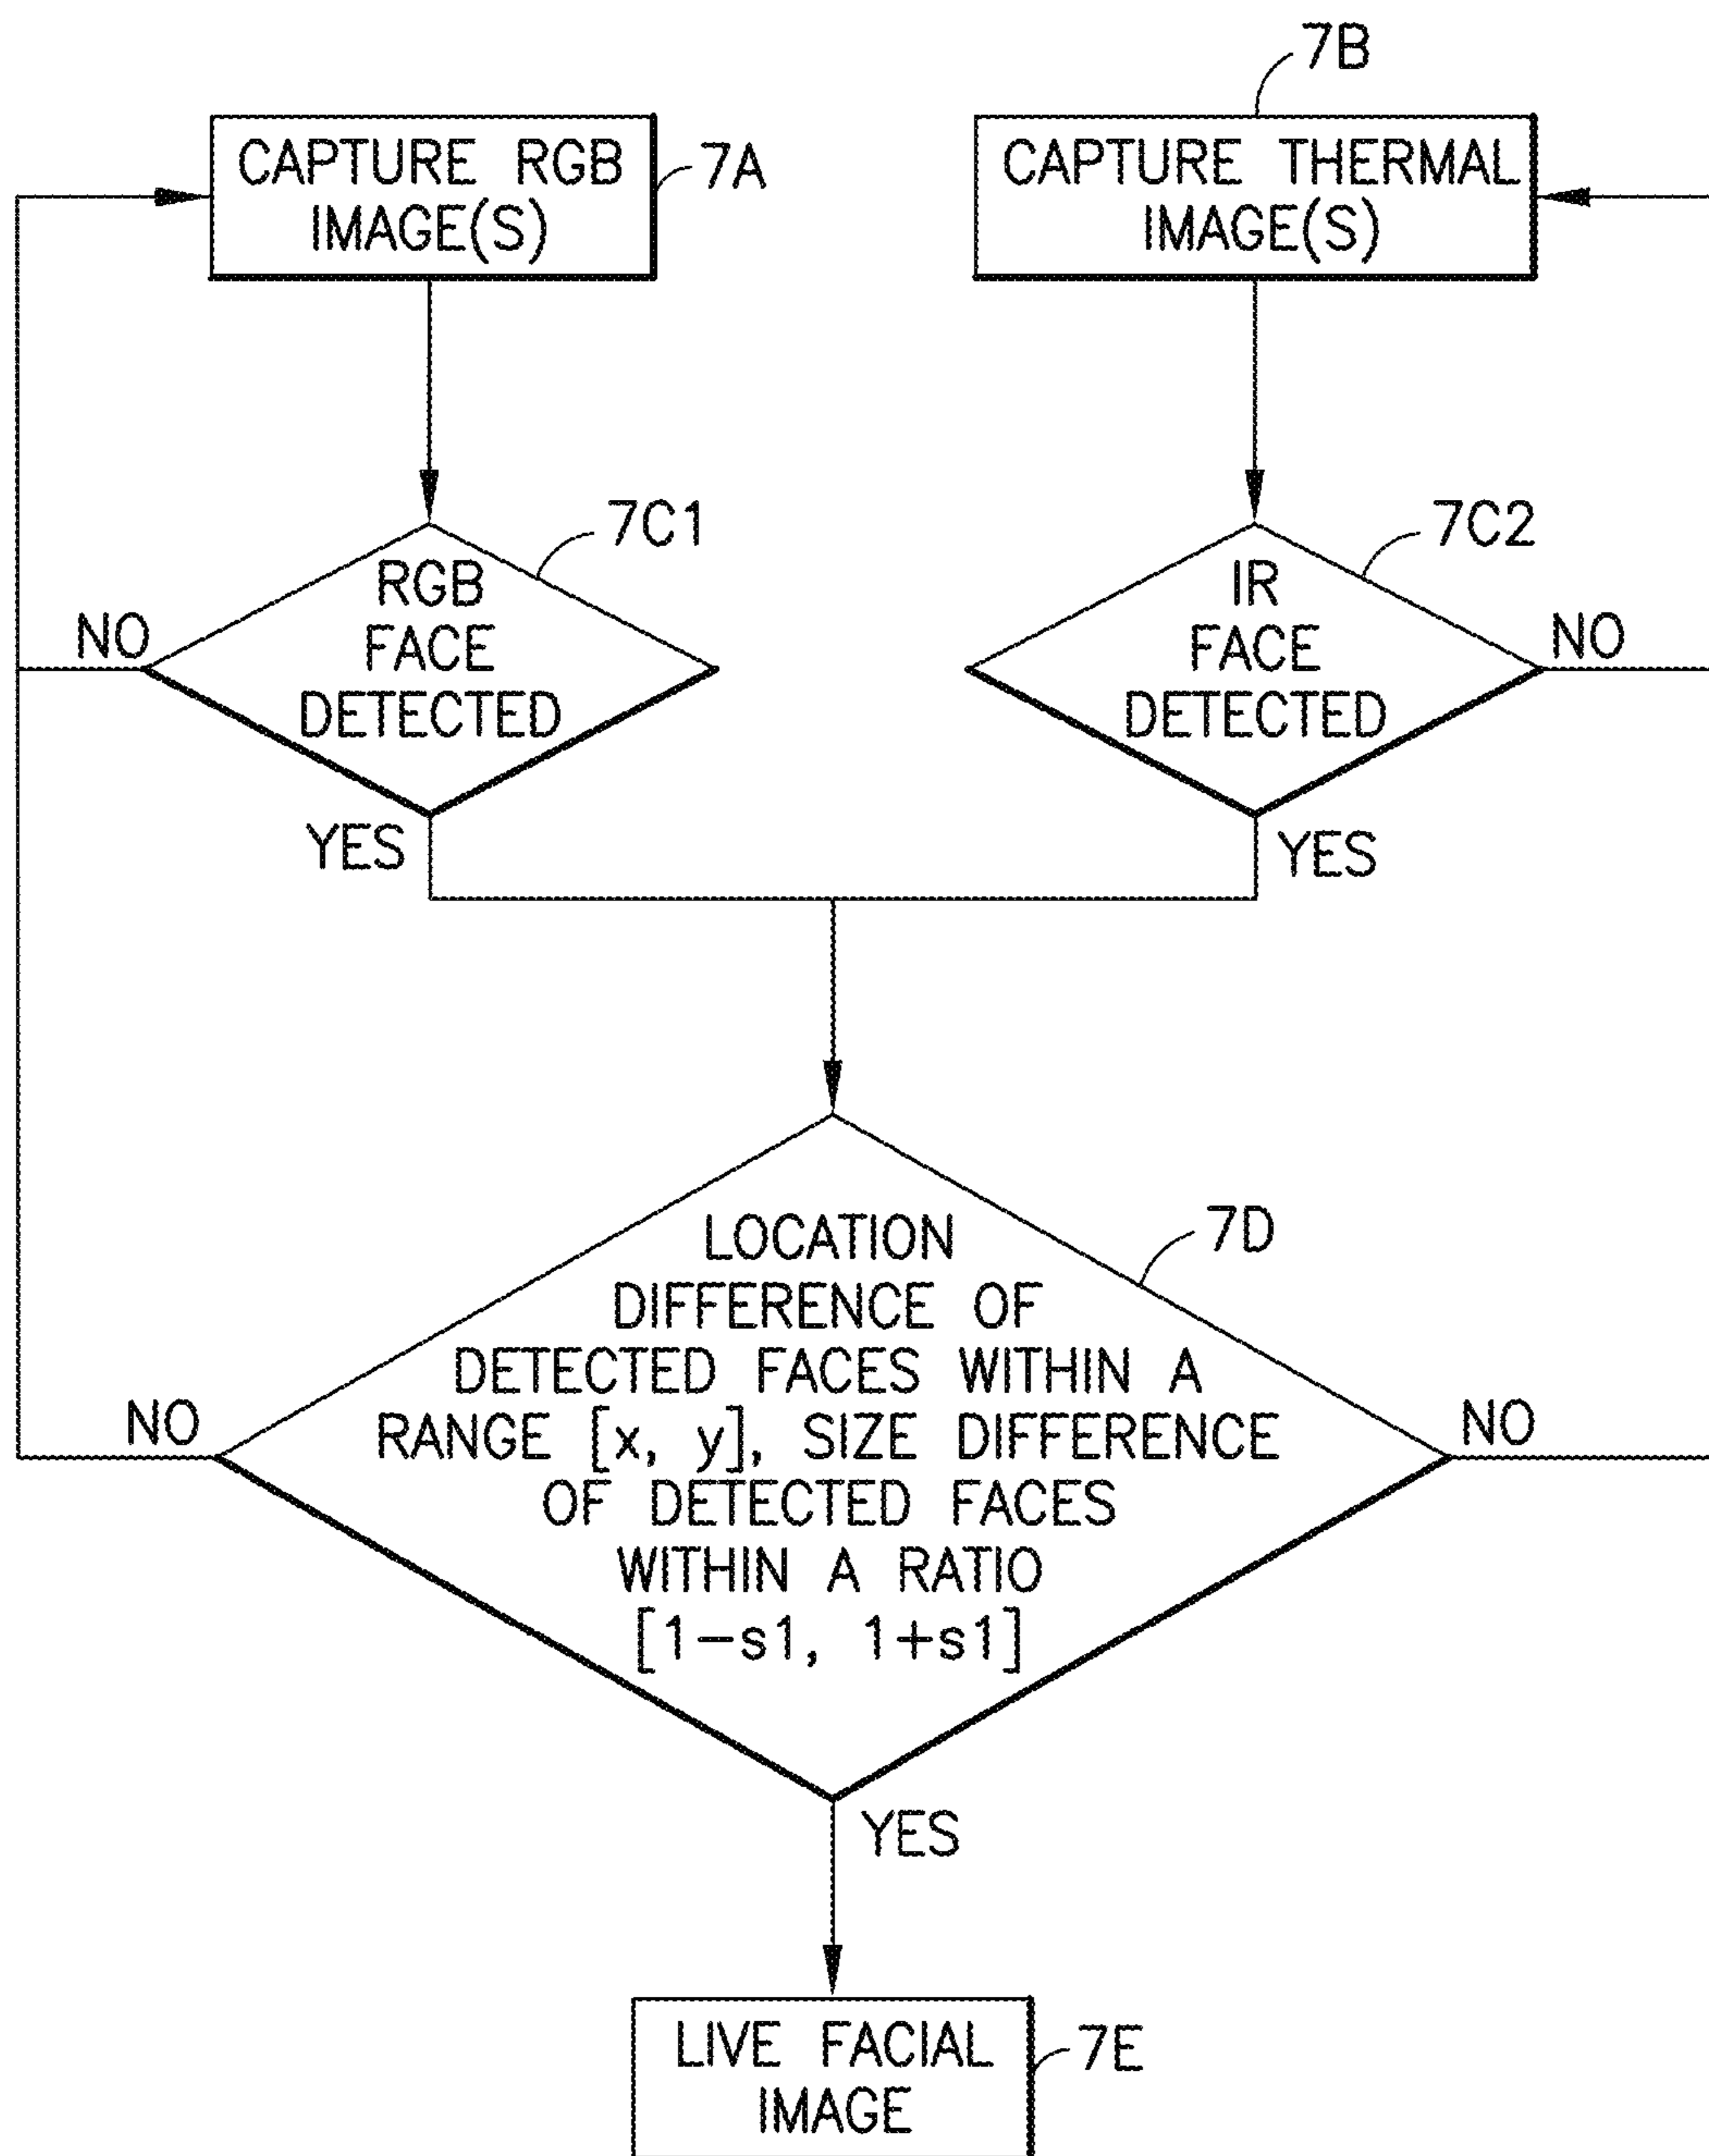 7B
CAPTURE RGB
IMAGE(S)
7A
CAPTURE THERMAL
IMAGE(S)
7C1
RGB
FACE
DETECTED
NO
YES
7C2
IR
FACE
DETECTED
NO
YES
7D
LOCATION
DIFFERENCE OF
DETECTED FACES WITHIN A
RANGE [x, y], SIZE DIFFERENCE
OF DETECTED FACES
WITHIN A RATIO
[1–s1, 1+s1]
NO
NO
YES
LIVE FACIAL
IMAGE
7E